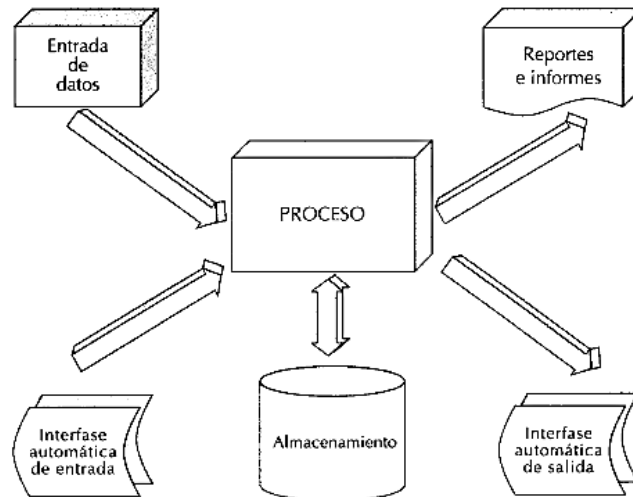 Entrada
de
datos
Reportes
e informes
PROCESO
Interfase
automática
de entrada
Almacenamiento
Interfase
automática
de salida